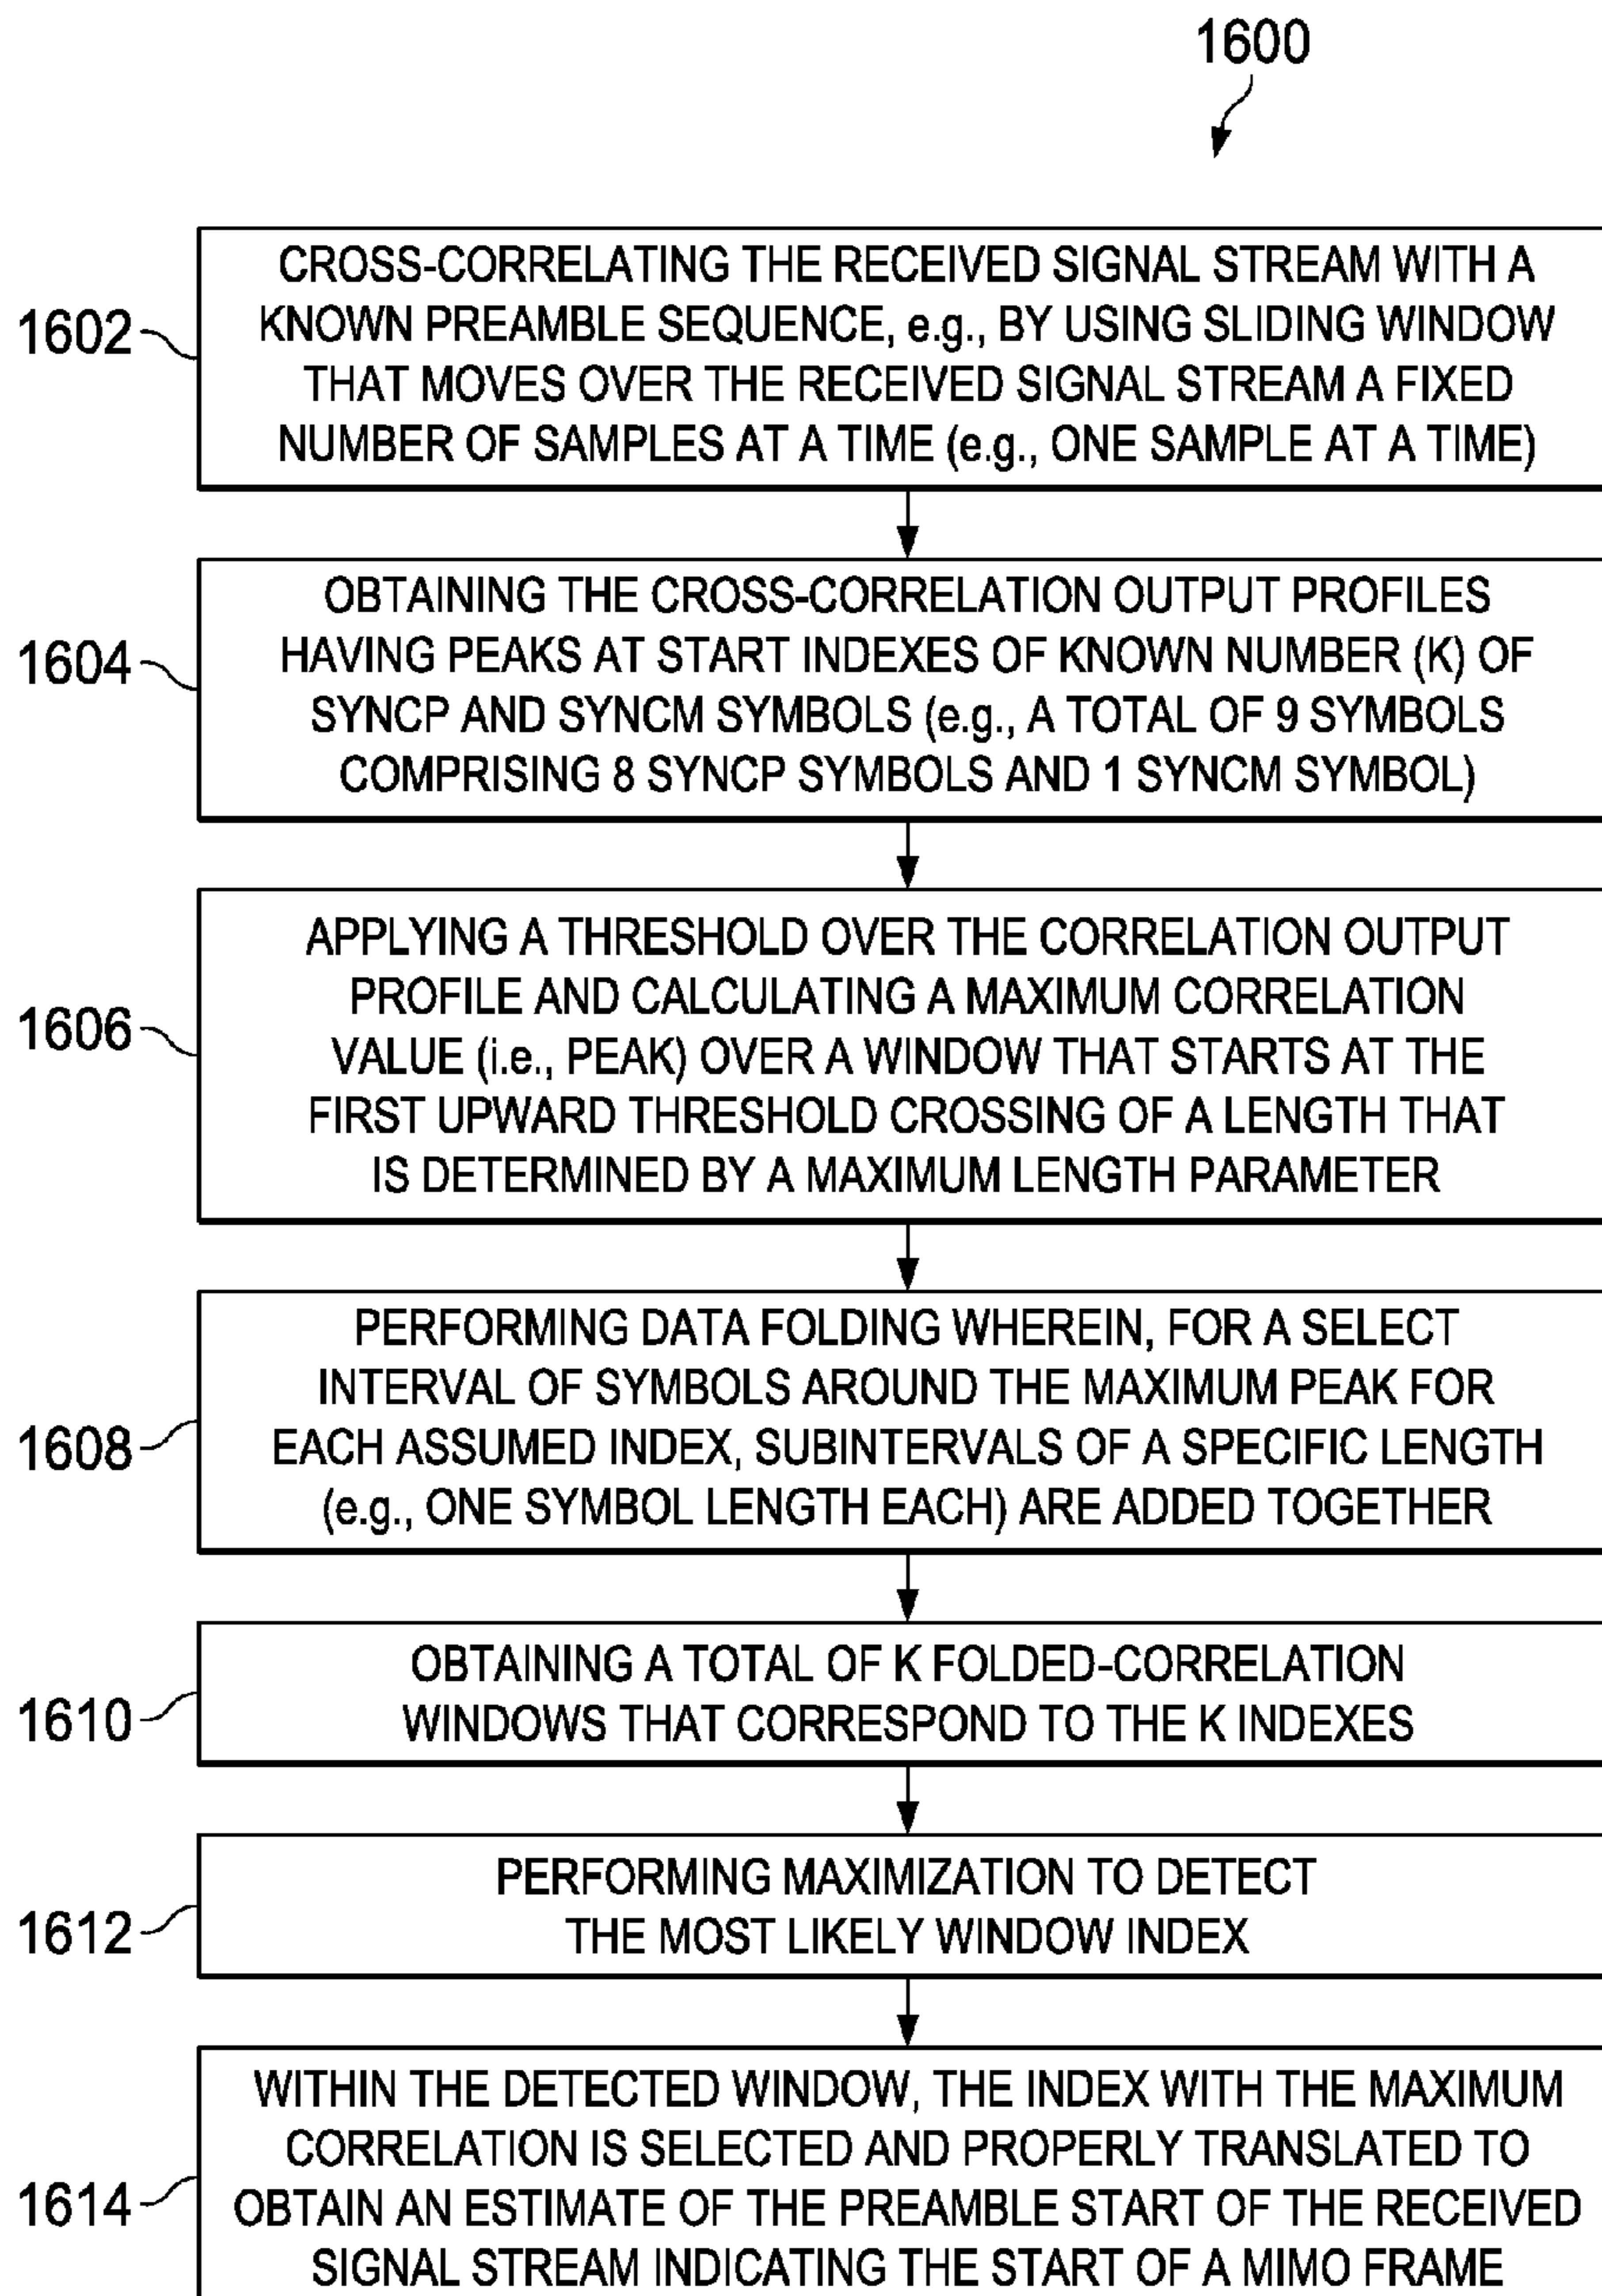 1600
1602
CROSS-CORRELATING THE RECEIVED SIGNAL STREAM WITH A
KNOWN PREAMBLE SEQUENCE, e.g., BY USING SLIDING WINDOW
THAT MOVES OVER THE RECEIVED SIGNAL STREAM A FIXED
NUMBER OF SAMPLES AT A TIME (e.g., ONE SAMPLE AT A TIME)
1604
OBTAINING THE CROSS-CORRELATION OUTPUT PROFILES
HAVING PEAKS AT START INDEXES OF KNOWN NUMBER (K) OF
SYNCP AND SYNCM SYMBOLS (e.g., A TOTAL OF 9 SYMBOLS
COMPRISING 8 SYNCP SYMBOLS AND 1 SYNCM SYMBOL)
1606
APPLYING A THRESHOLD OVER THE CORRELATION OUTPUT
PROFILE AND CALCULATING A MAXIMUM CORRELATION
VALUE (i.e., PEAK) OVER A WINDOW THAT STARTS AT THE
FIRST UPWARD THRESHOLD CROSSING OF A LENGTH THAT
IS DETERMINED BY A MAXIMUM LENGTH PARAMETER
1608
PERFORMING DATA FOLDING WHEREIN, FOR A SELECT
INTERVAL OF SYMBOLS AROUND THE MAXIMUM PEAK FOR
EACH ASSUMED INDEX, SUBINTERVALS OF A SPECIFIC LENGTH
(e.g., ONE SYMBOL LENGTH EACH) ARE ADDED TOGETHER
1610
OBTAINING A TOTAL OF K FOLDED-CORRELATION
WINDOWS THAT CORRESPOND TO THE K INDEXES
1612
PERFORMING MAXIMIZATION TO DETECT
THE MOST LIKELY WINDOW INDEX
1614
WITHIN THE DETECTED WINDOW, THE INDEX WITH THE MAXIMUM
CORRELATION IS SELECTED AND PROPERLY TRANSLATED TO
OBTAIN AN ESTIMATE OF THE PREAMBLE START OF THE RECEIVED
SIGNAL STREAM INDICATING THE START OF A MIMO FRAME